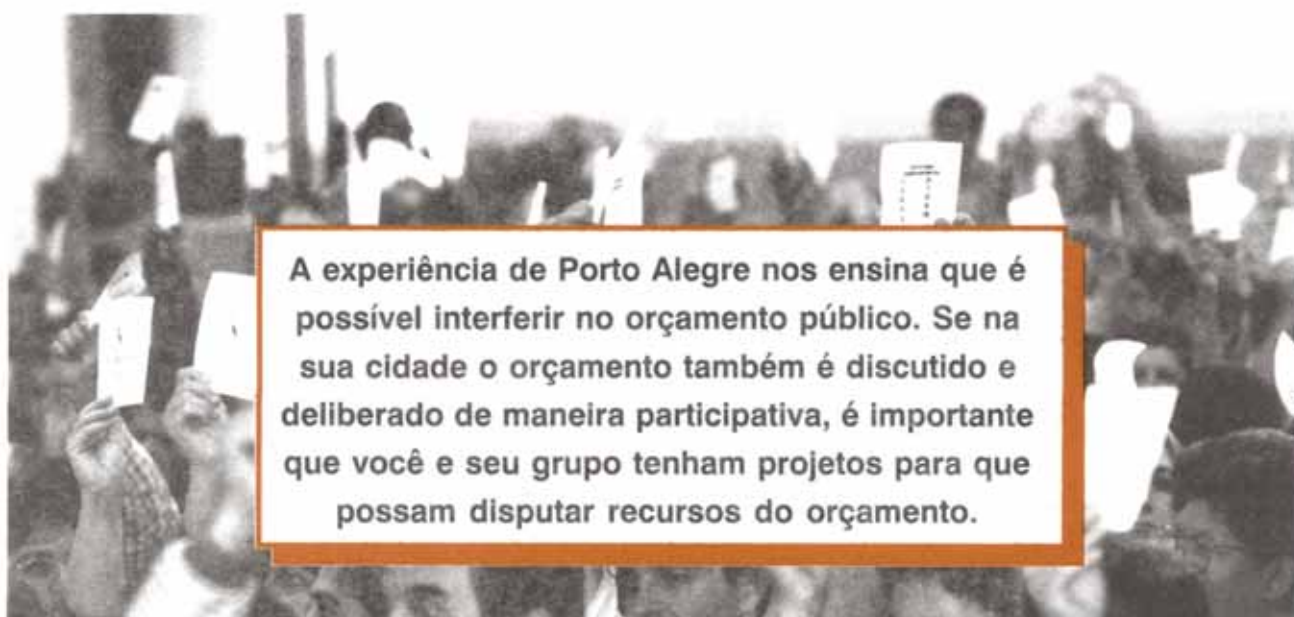 A experiência de Porto Alegre nos ensina que é
possível interferir no orçamento público. Se na
sua cidade o orçamento também é discutido e
deliberado de maneira participativa, é importante
que você e seu grupo tenham projetos para que
possam disputar recursos do orçamento.